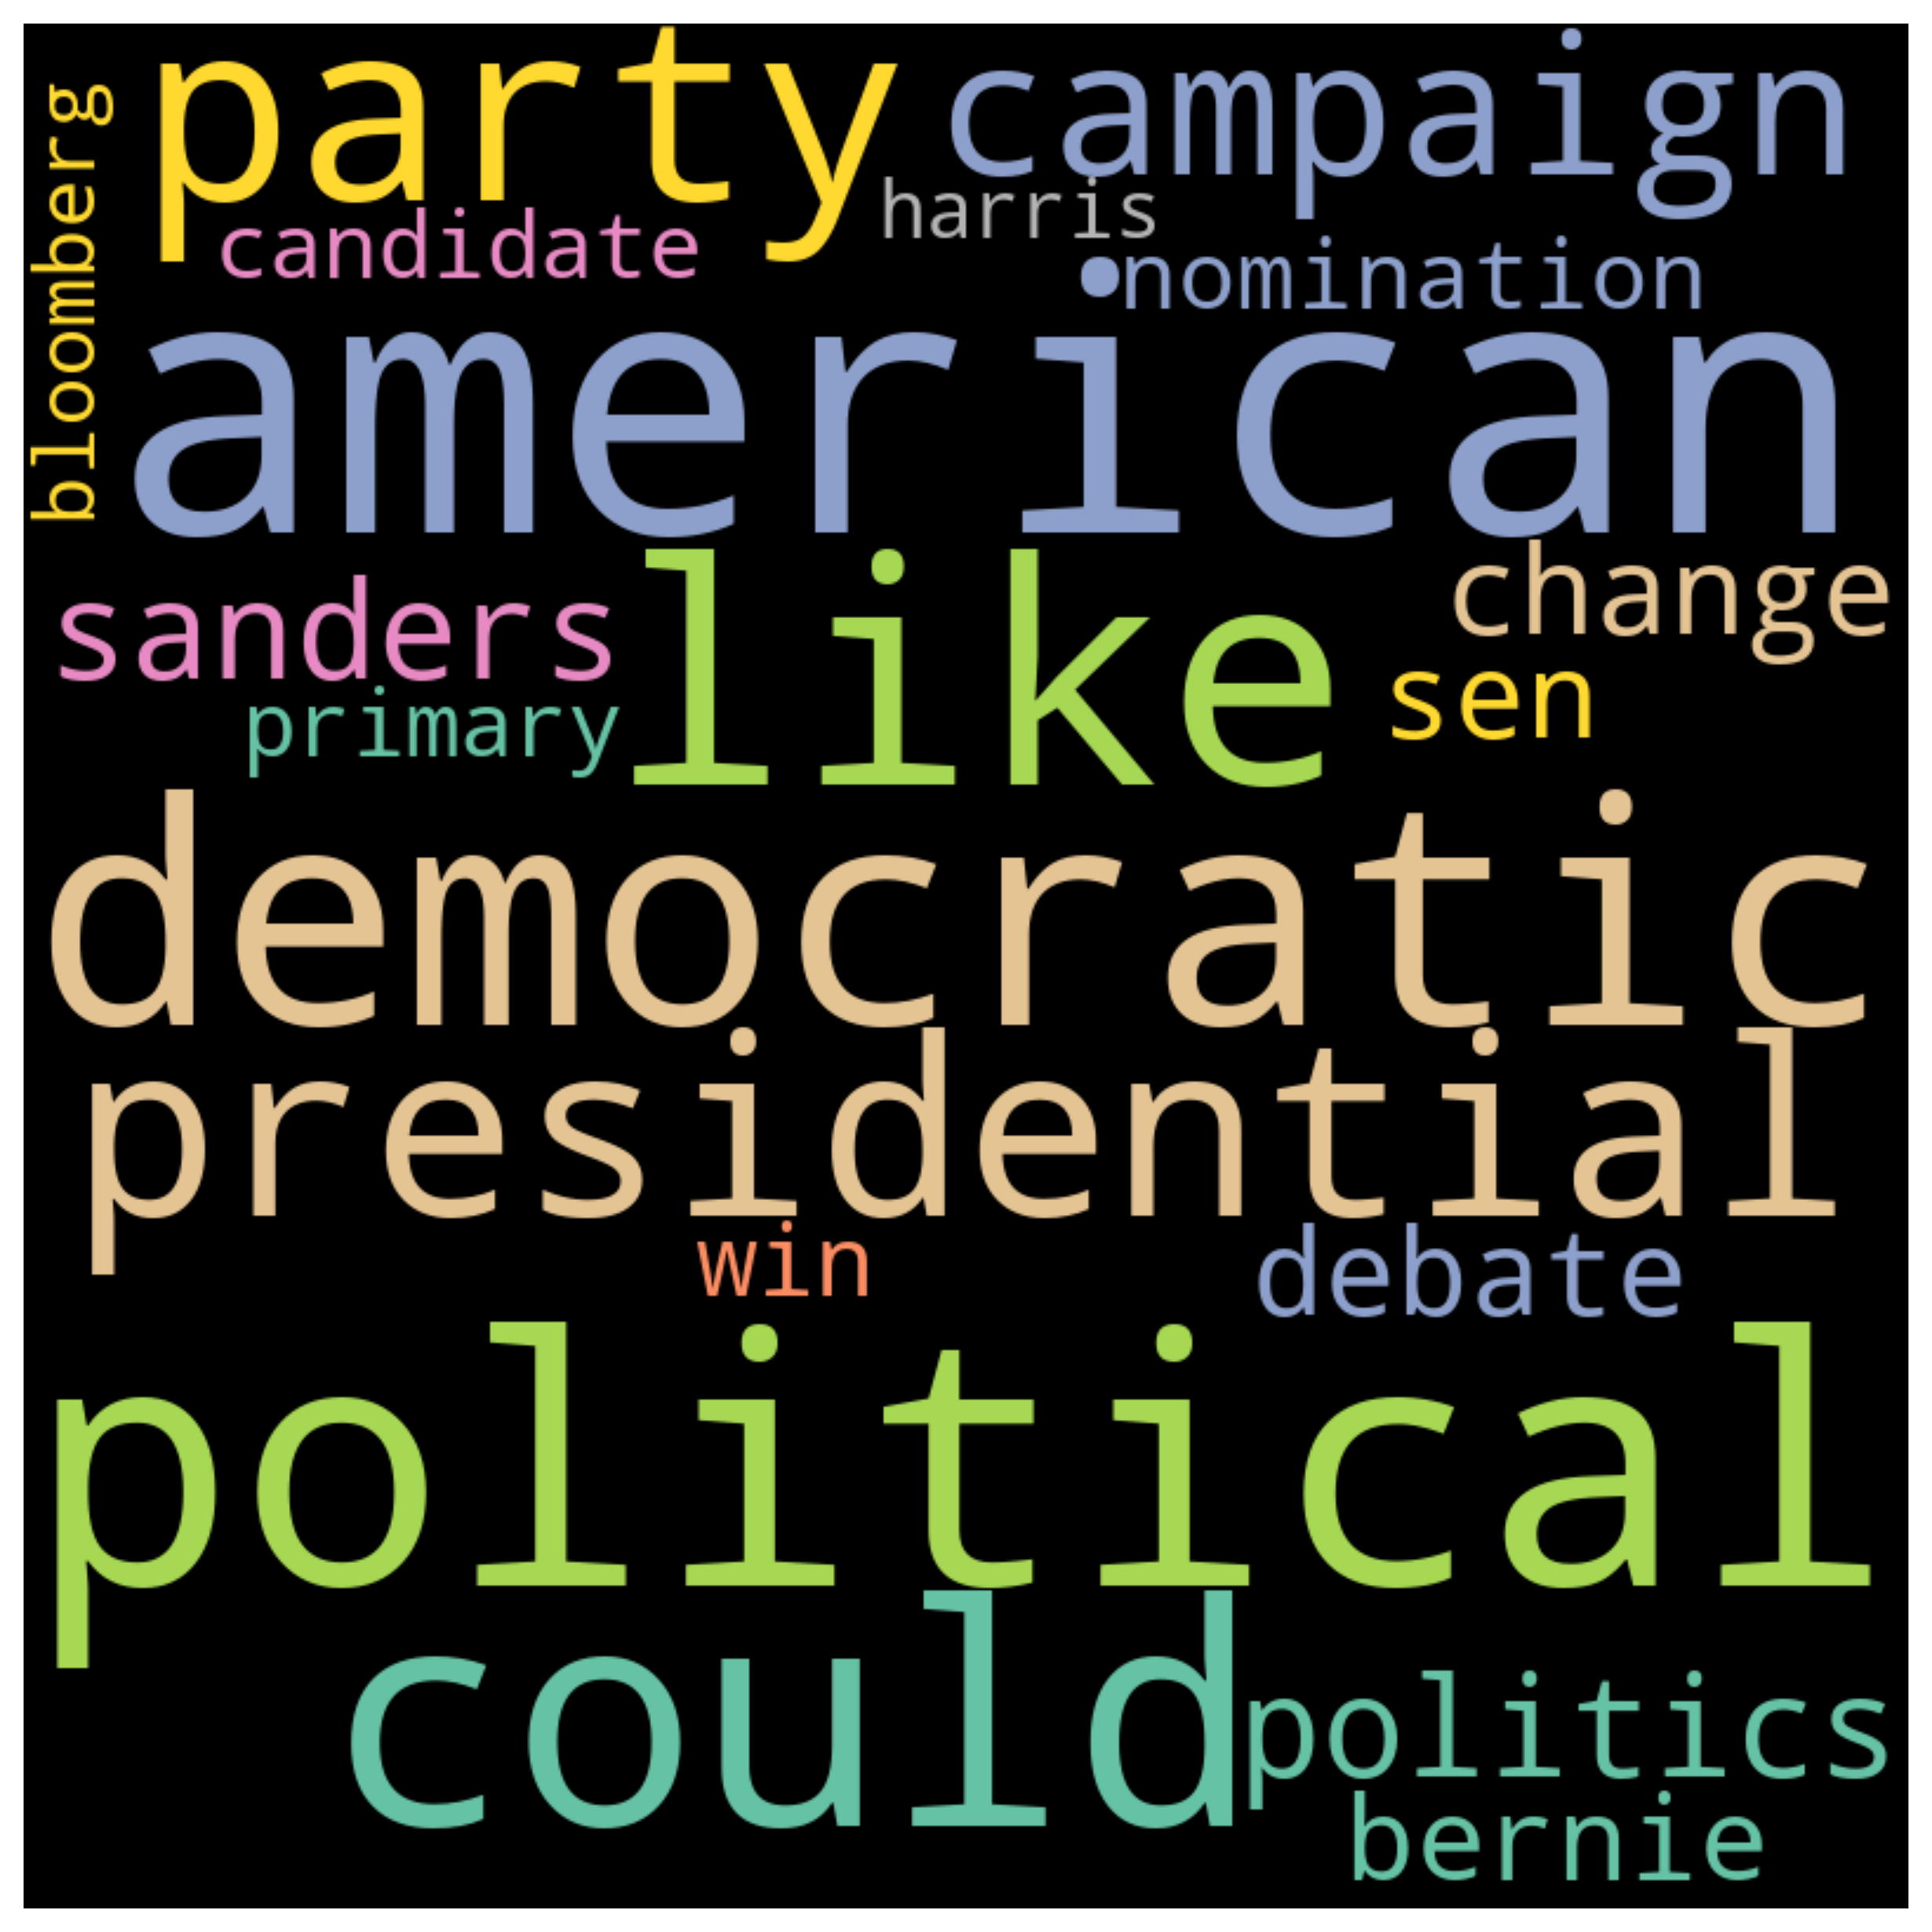 party campaign
bloomberg
candidate harris
nomination
american
sanders like change
primary sen
democratic
presidential
win debate
political
could politics
bernie